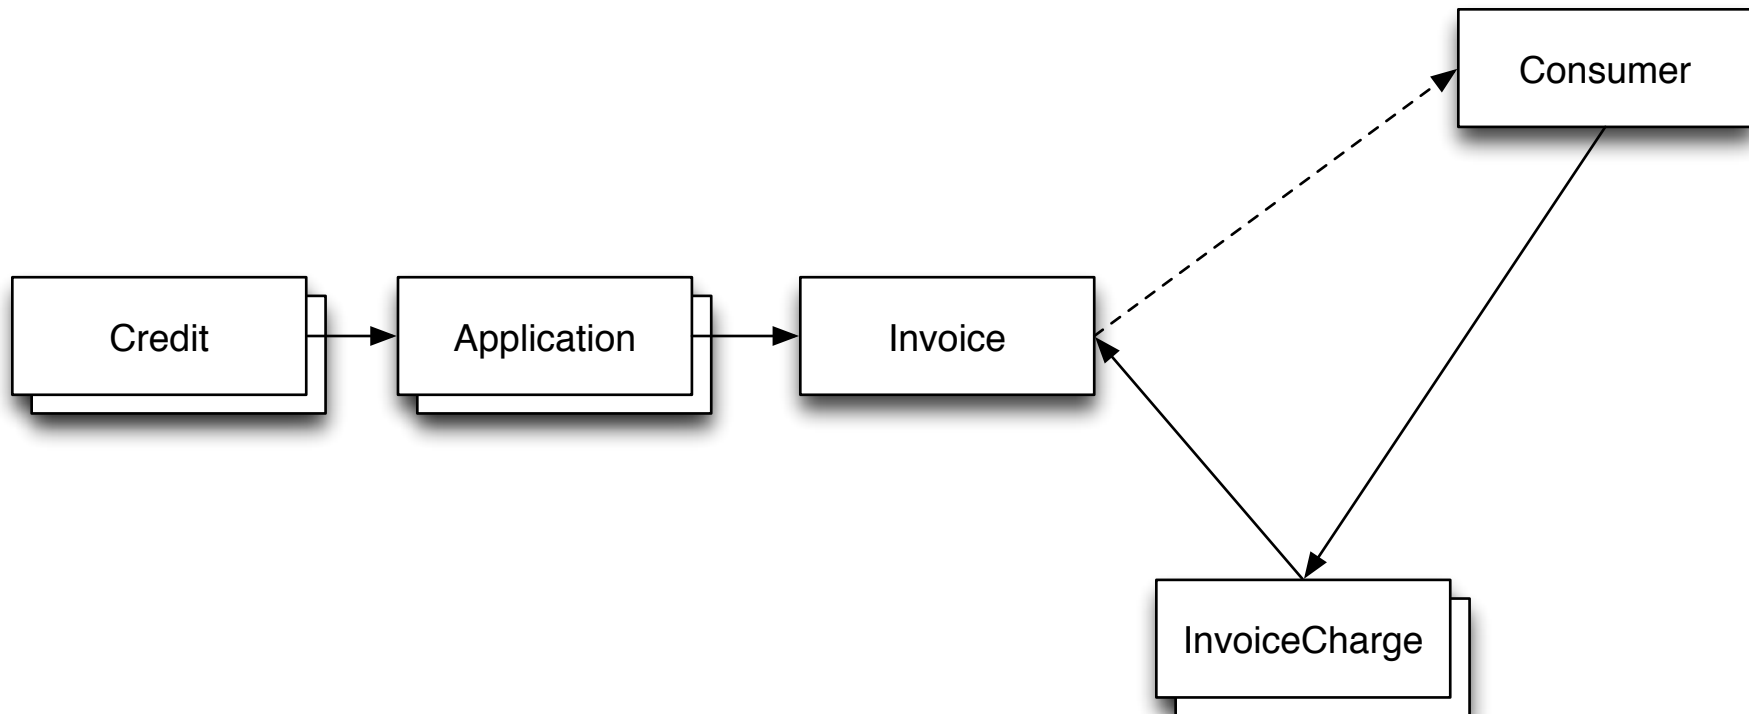 Consumer
Credit
Application
Invoice
InvoiceCharge